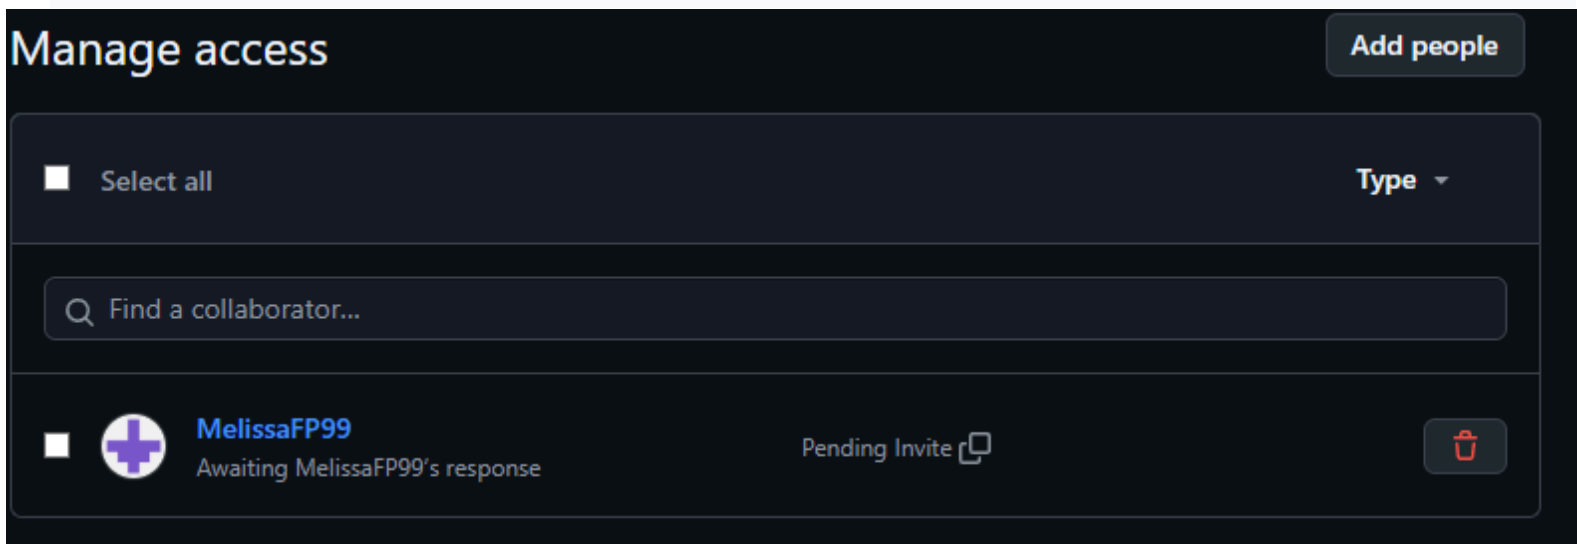 Manage access
Add people
Select all
Type
Find a collaborator...
MelissaFP99
Awaiting MelissaFP99's response
Pending Invite